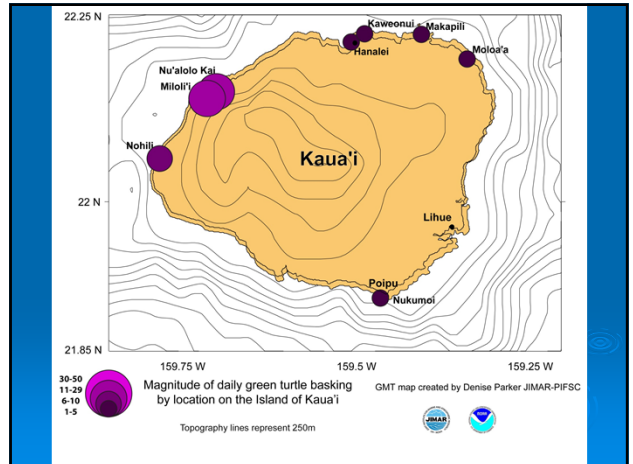 22.25 N
Kaweonui
Makapili
Hanalei
Moloa'a
Nu'alolo Kai
Miloli'i
Nohili
Kaua'i
22 N
Lihue
Poipu
Nukumoi
21.85 N
159.75 W
159.5 W
159.25 W
30-50
11-29
6-10
1-5
Magnitude of daily green turtle basking
by location on the Island of Kaua'i
GMT map created by Denise Parker JIMAR-PIFSC
Topography lines represent 250m
JIMAR
NOAA